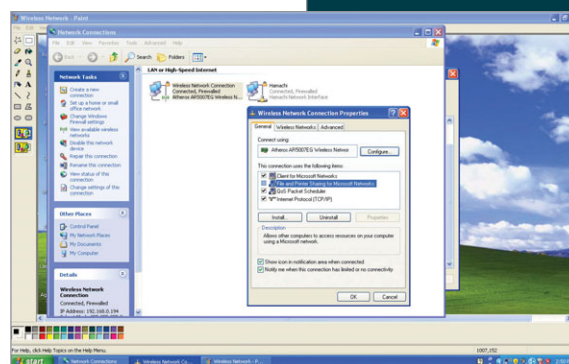 Wireless Network - Paint
Network Connections
File Edit View Favorites Tools Advanced Help
Back Search Folders
LAN or High-Speed Internet
Network Tasks
Create a new
connection
Set up a home or small
office network
Change Windows
Firewall settings
View available wireless
networks
Disable this network
device
Repair this connection
Rename this connection
View status of this
connection
Change settings of this
connection
Other Places
Control Panel
My Network Places
My Documents
My Computer
Details
Wireless Network
Connection
Connected, Firewalled
IP Address: 192.168.0.194
Wireless Network Connection
Connected, Firewalled
Atheros AR5007EG Wireless N...
Hamachi
Connected, Firewalled
Hamachi Network Interface
Wireless Network Connection Properties
General Wireless Networks Advanced
Connect using:
Atheros AR5007EG Wireless Networ
Configure...
This connection uses the following items:
Client for Microsoft Networks
File and Printer Sharing for Microsoft Networks
QoS Packet Scheduler
Internet Protocol (TCP/IP)
Install... Uninstall Properties
Description
Allows other computers to access resources on your computer
using a Microsoft network.
Show icon in notification area when connected
Notify me when this connection has limited or no connectivity
OK Cancel
For Help, click Help Topics on the Help Menu.
1007,152
start Network Connections Wireless Network Co... Wireless Network - P...